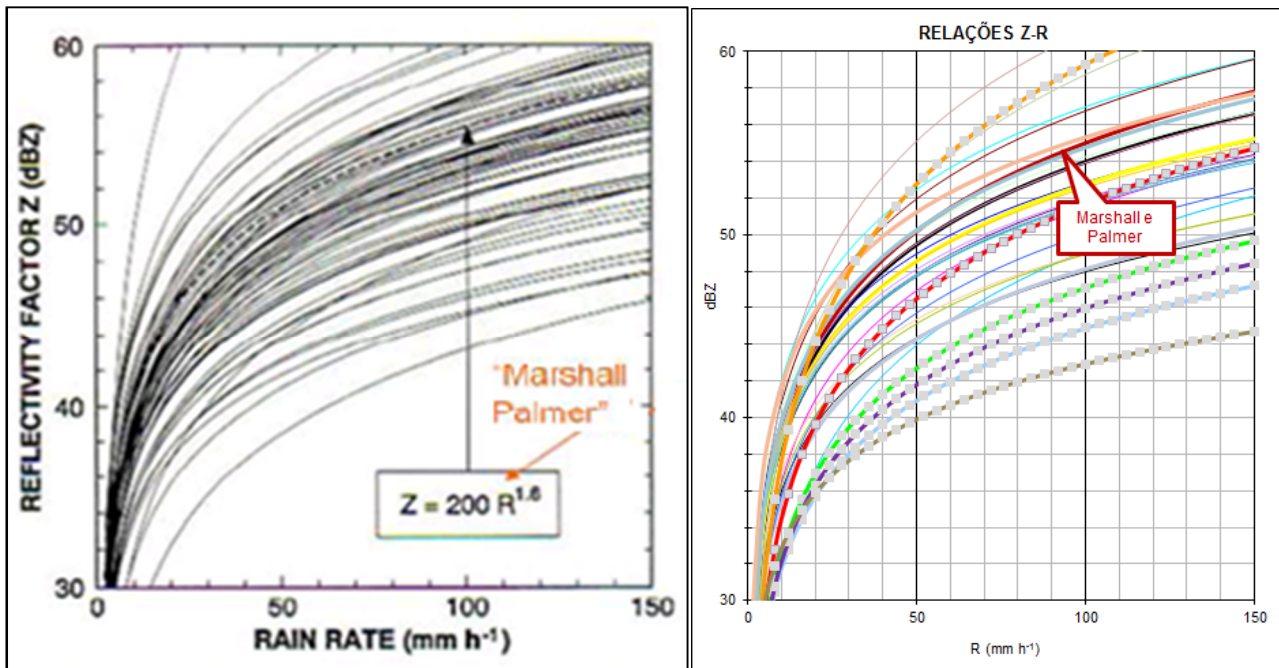 REFLECTIVITY FACTOR Z (dBZ)
60
50
40
30
"Marshall
Palmer"
Z = 200 R^1.6
0
50
100
150
RAIN RATE (mm h⁻¹)
RELAÇÕES Z-R
dBZ
60
50
40
30
Marshall e
Palmer
0
50
100
150
R (mm h⁻¹)